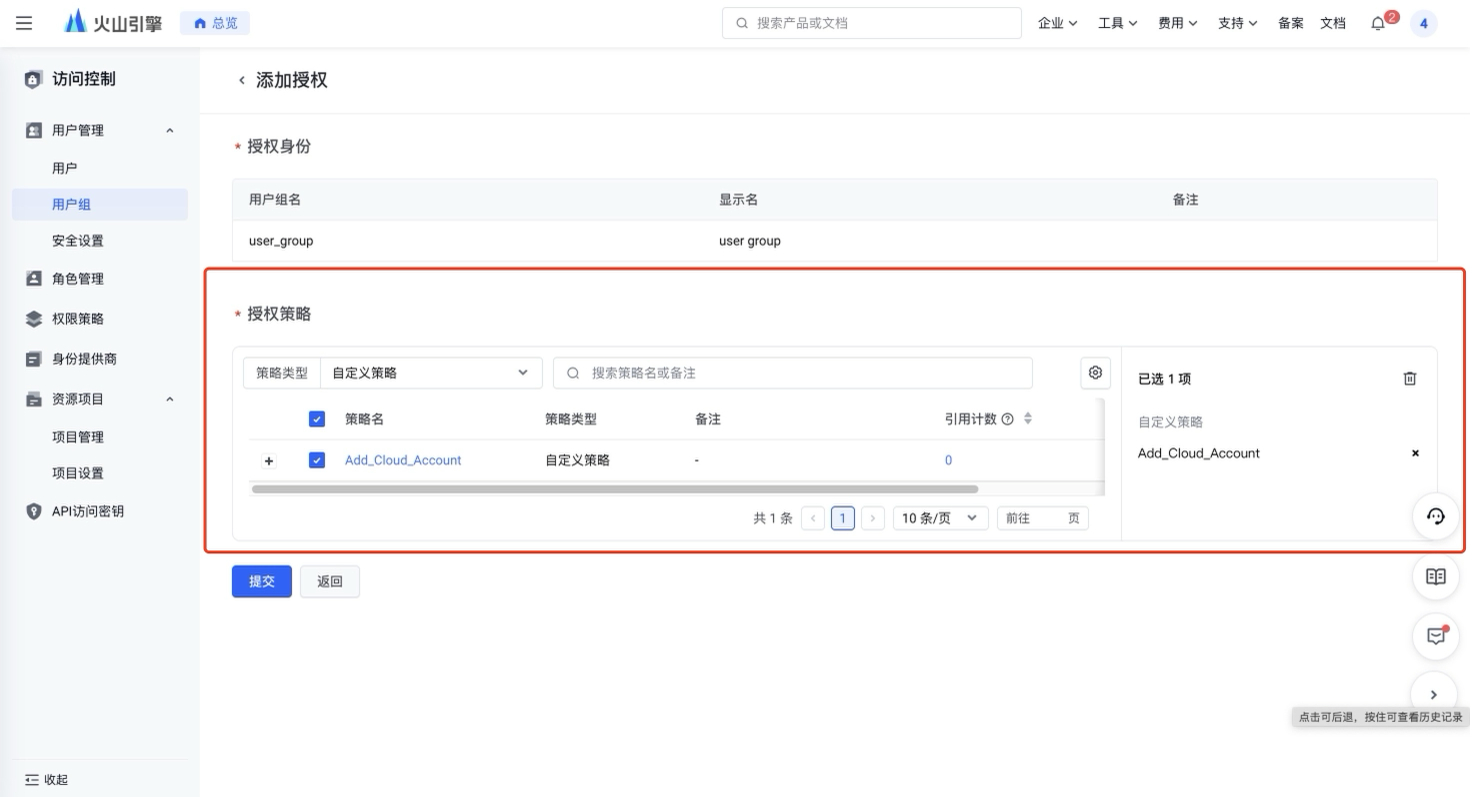 火山引擎
总览
搜索产品或文档
企业
工具
费用
支持
备案
文档
2
4
访问控制
用户管理
用户
用户组
安全设置
角色管理
权限策略
身份提供商
资源项目
项目管理
项目设置
API访问密钥
收起
添加授权
* 授权身份
用户组名 显示名 备注
user_group user group
* 授权策略
策略类型 自定义策略 搜索策略名或备注
策略名 策略类型 备注 引用计数
Add_Cloud_Account 自定义策略 - 0
共 1 条 1 10 条/页 前往 页
已选 1 项
自定义策略
Add_Cloud_Account
提交 返回
点击可后退，按住可查看历史记录